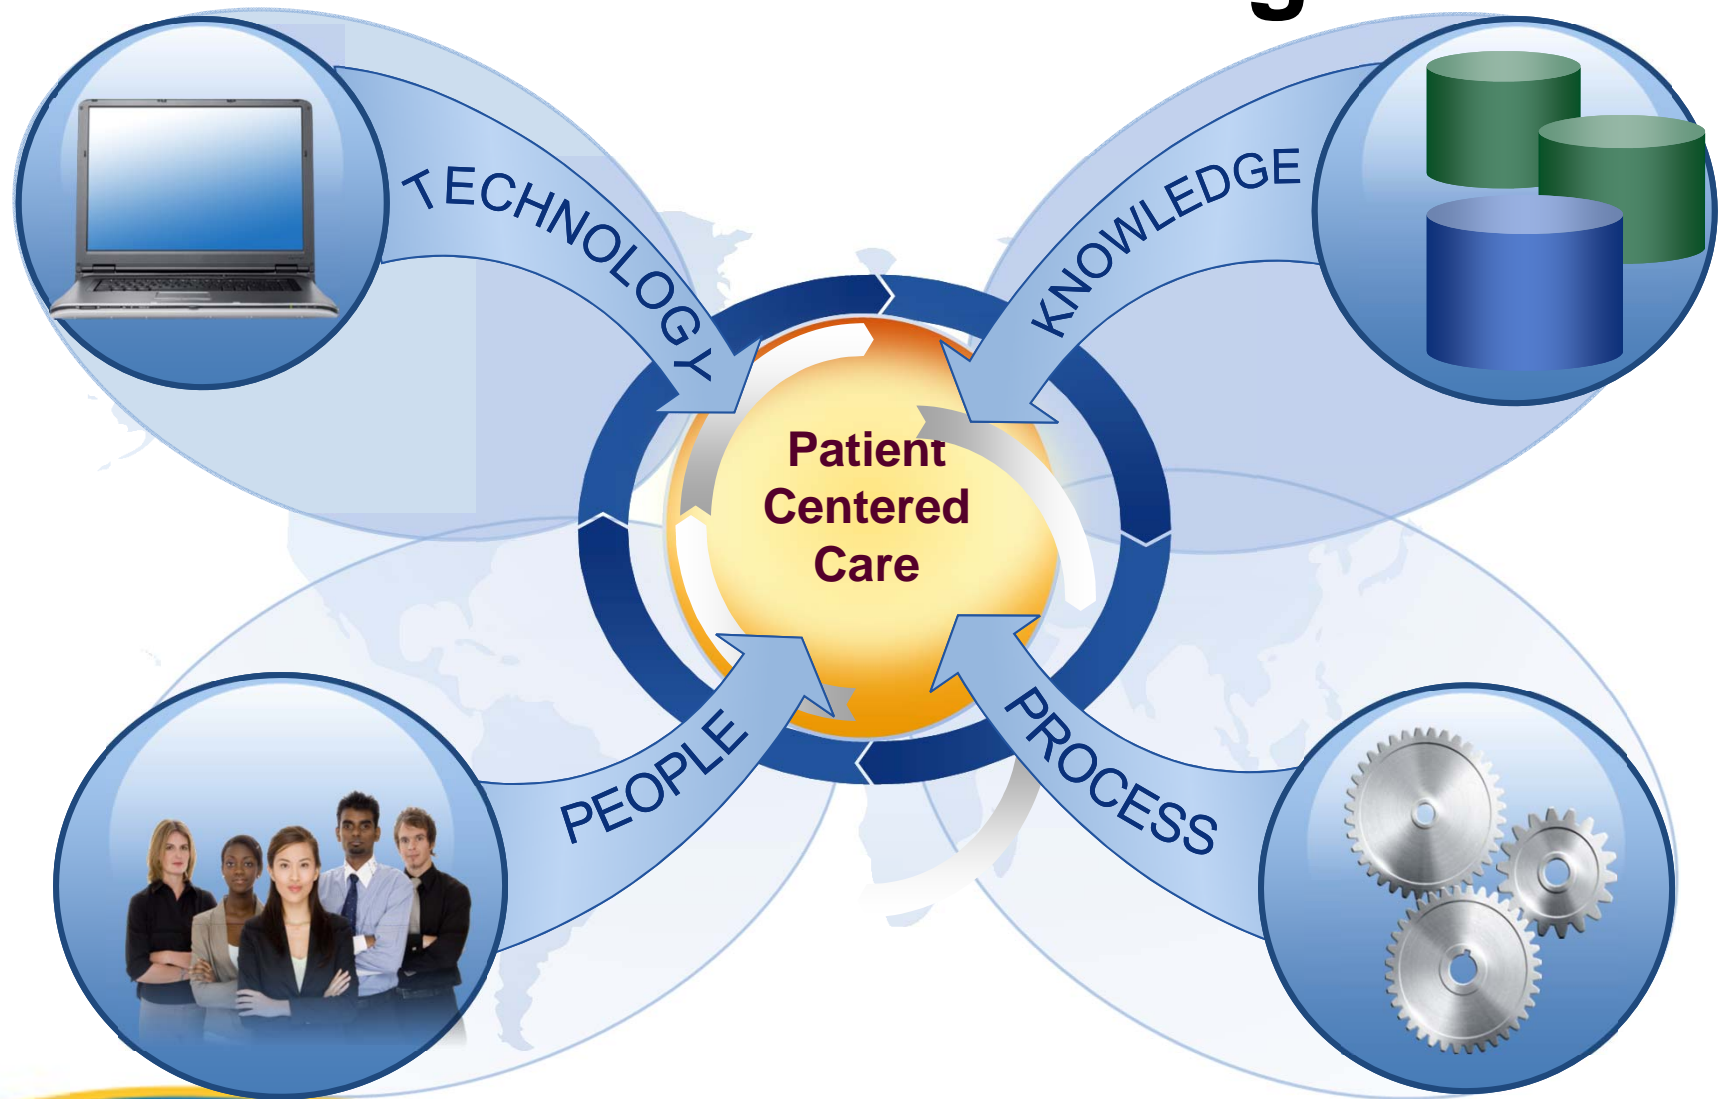 TECHNOLOGY
KNOWLEDGE
Patient
Centered
Care
PEOPLE
PROCESS